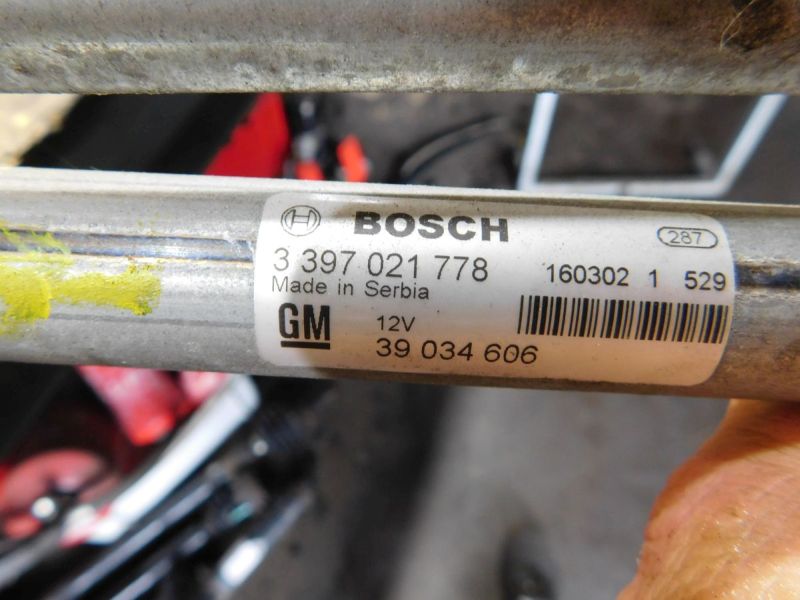 BOSCH
287
3 397 021 778
160302 1 529
Made in Serbia
GM
12V
39 034 606